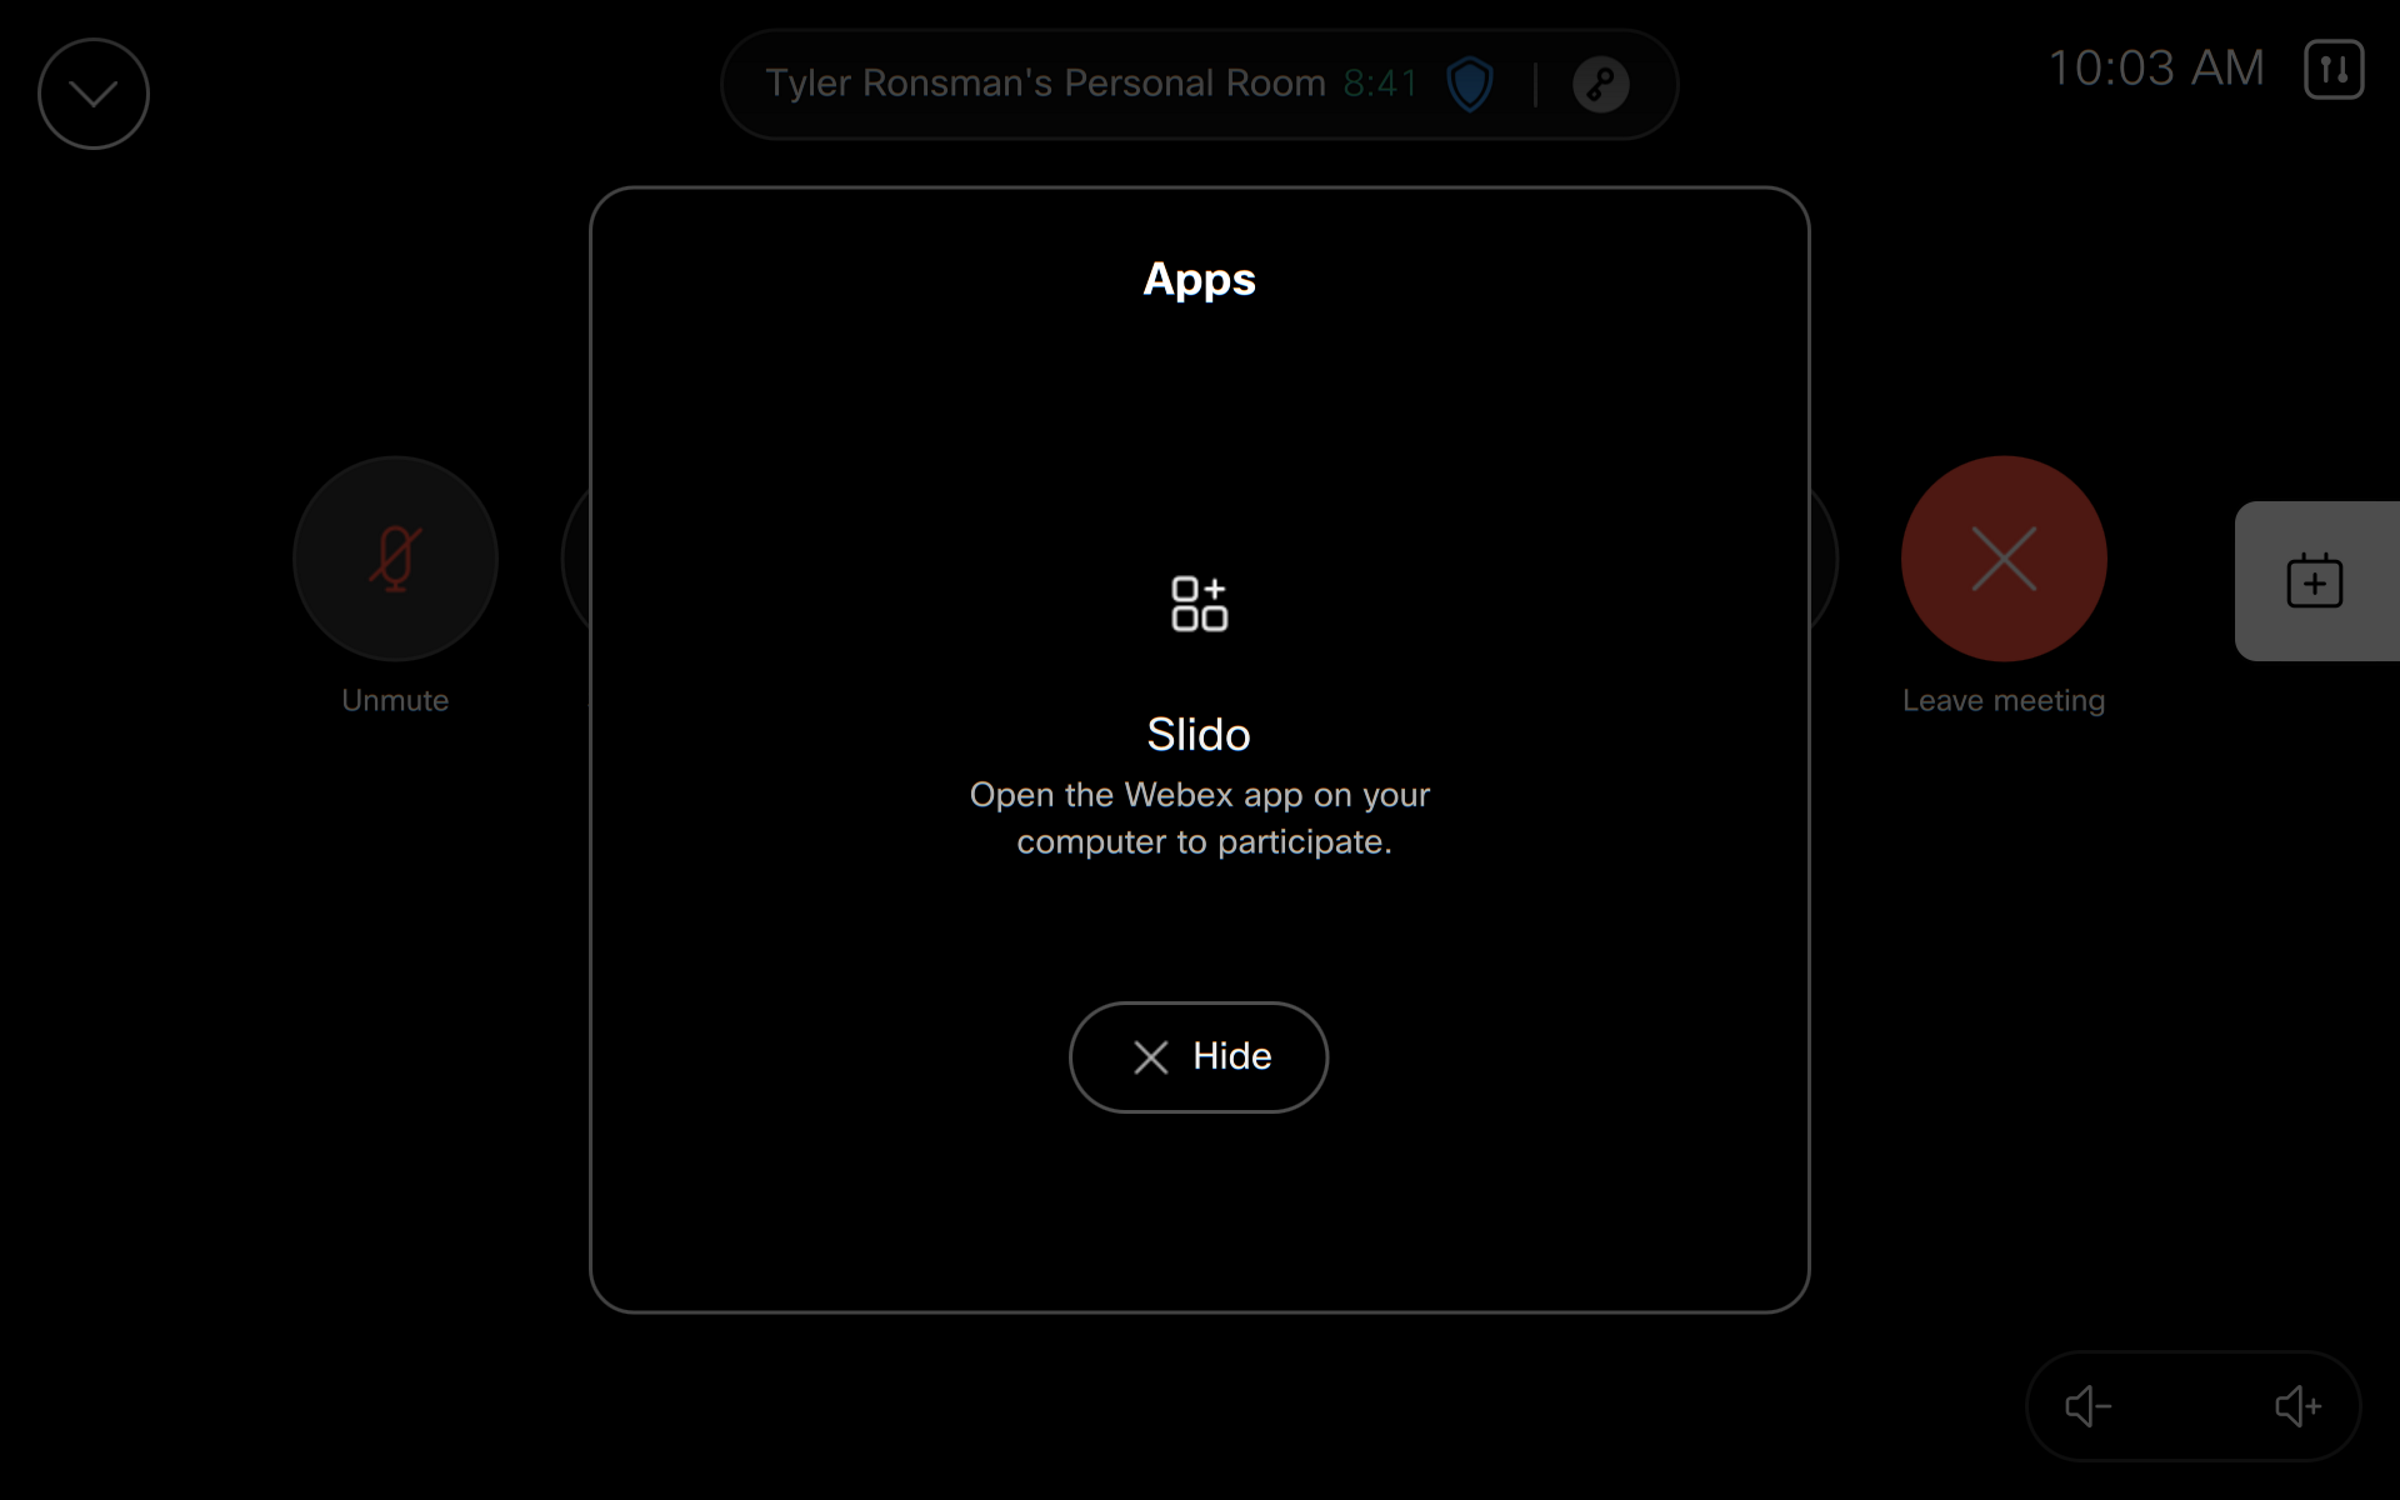 Tyler Ronsman's Personal Room 8:41
10:03 AM
Apps
Unmute
Leave meeting
Slido
Open the Webex app on your
computer to participate.
Hide